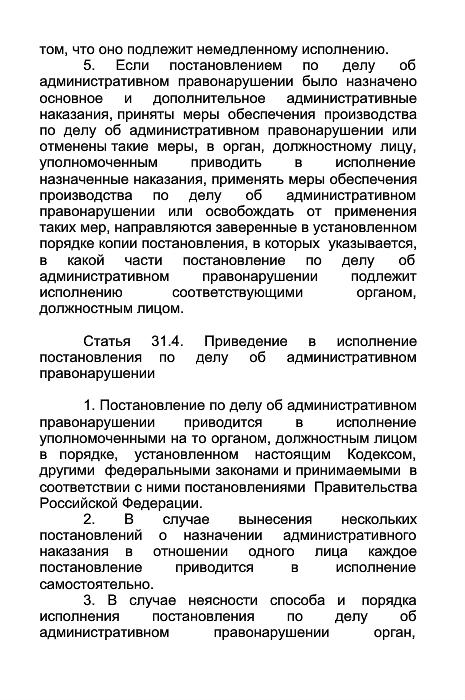 том, что оно подлежит немедленному исполнению.
5. Если постановлением по делу об
административном правонарушении было назначено
основное и дополнительное административные
наказания, приняты меры обеспечения производства
по делу об административном правонарушении или
отменены такие меры, в орган, должностному лицу,
уполномоченным приводить в исполнение
назначенные наказания, применять меры обеспечения
производства по делу об административном
правонарушении или освобождать от применения
таких мер, направляются заверенные в установленном
порядке копии постановления, в которых указывается,
в какой части постановление по делу об
административном правонарушении подлежит
исполнению соответствующими органом,
должностным лицом.
Статья 31.4. Приведение в исполнение
постановления по делу об административном
правонарушении
1. Постановление по делу об административном
правонарушении приводится в исполнение
уполномоченными на то органом, должностным лицом
в порядке, установленном настоящим Кодексом,
другими федеральными законами и принимаемыми в
соответствии с ними постановлениями Правительства
Российской Федерации.
2. В случае вынесения нескольких
постановлений о назначении административного
наказания в отношении одного лица каждое
постановление приводится в исполнение
самостоятельно.
3. В случае неясности способа и порядка
исполнения постановления по делу об
административном правонарушении орган,